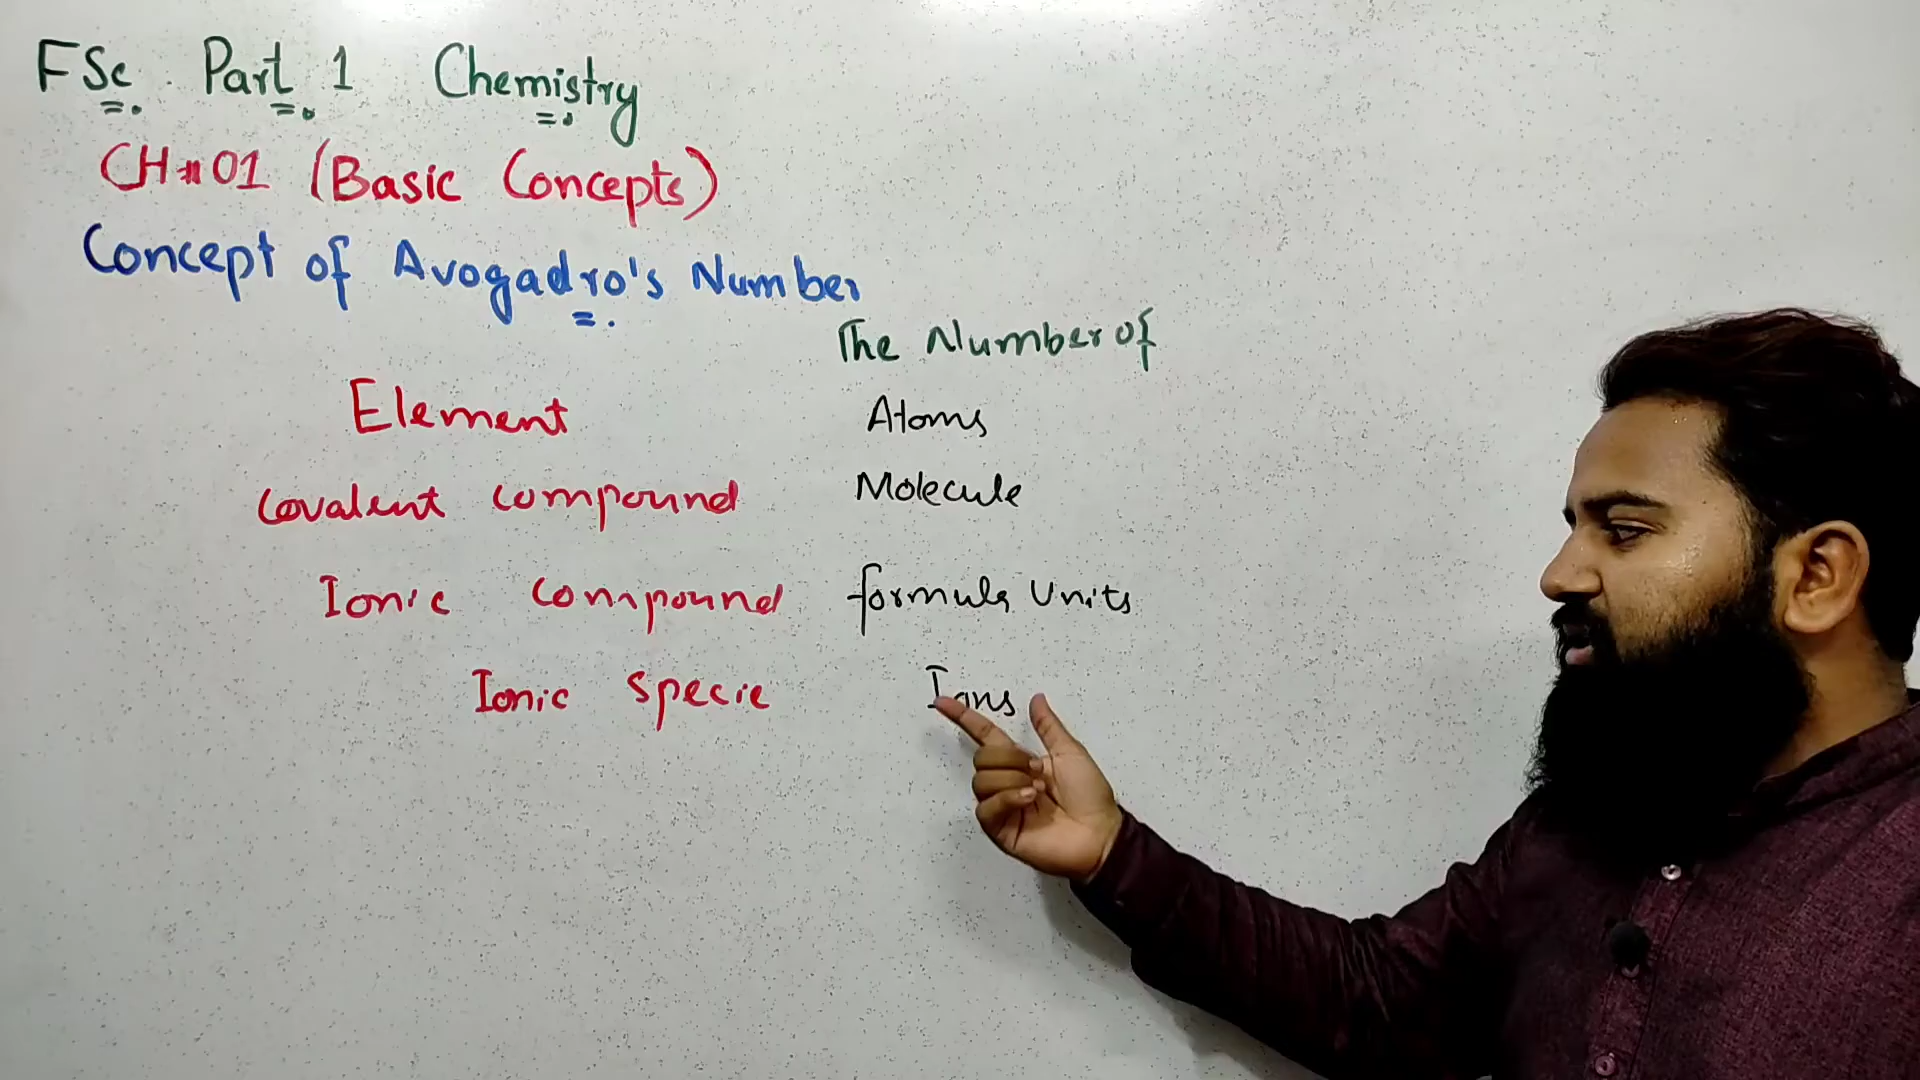 FSc Part 1 Chemistry
CH#01 (Basic Concepts)
Concept of Avogadro's Number
The Number of
Element Atoms
Covalent compound Molecule
Ionic compound formula Units
Ionic specie Ions